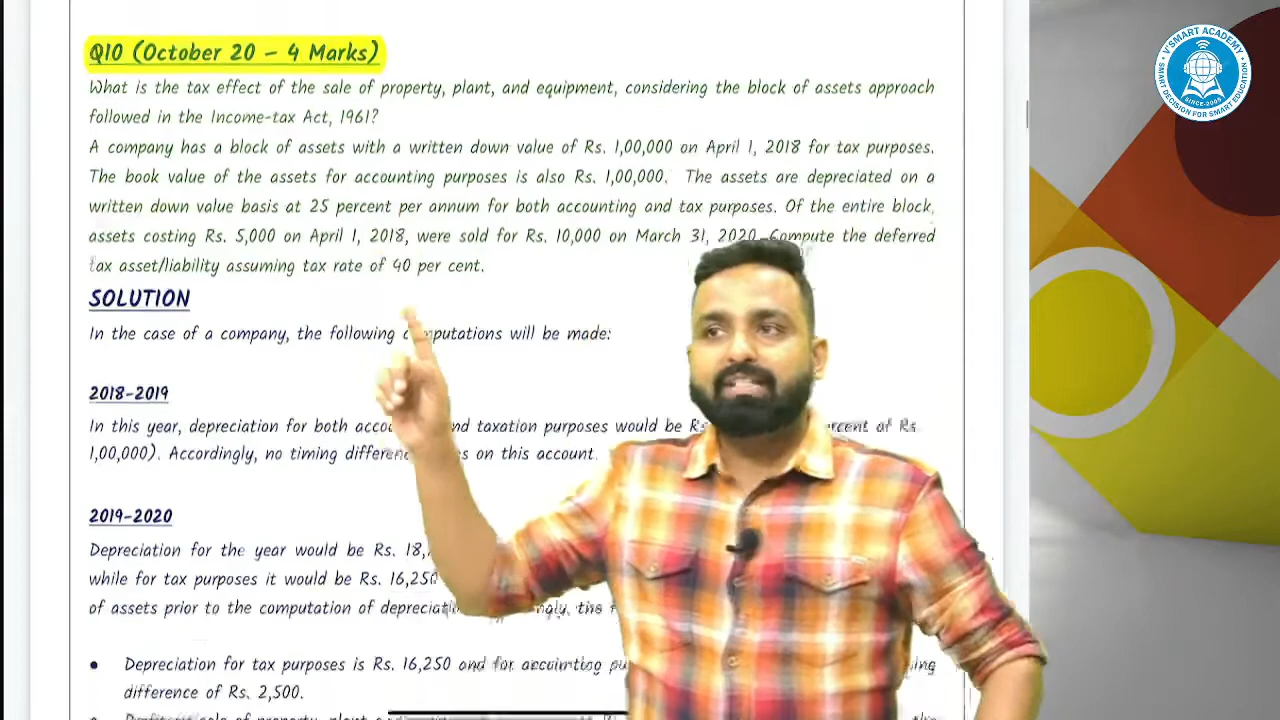 Q10 (October 20 – 4 Marks)
What is the tax effect of the sale of property, plant, and equipment, considering the block of assets approach
followed in the Income-tax Act, 1961?
A company has a block of assets with a written down value of Rs. 1,00,000 on April 1, 2018 for tax purposes.
The book value of the assets for accounting purposes is also Rs. 1,00,000. The assets are depreciated on a
written down value basis at 25 percent per annum for both accounting and tax purposes. Of the entire block,
assets costing Rs. 5,000 on April 1, 2018, were sold for Rs. 10,000 on March 31, 2020. Compute the deferred
tax asset/liability assuming tax rate of 40 per cent.
SOLUTION
In the case of a company, the following computations will be made:
2018-2019
In this year, depreciation for both and taxation purposes would be of Rs
1,00,000). Accordingly, no timing on this account.
2019-2020
Depreciation for the year would be Rs.
while for tax purposes it would be Rs. 16,250
of assets prior to the computation of
• Depreciation for tax purposes is Rs. 16,250 and for
difference of Rs. 2,500.
V'SMART ACADEMY
SMART DECISION FOR SMART EDUCATION